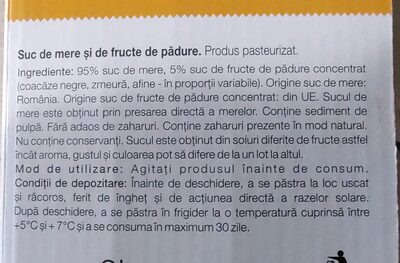 Suc de mere și de fructe de pădure. Produs pasteurizat.
Ingrediente: 95% suc de mere, 5% suc de fructe de pădure concentrat
(coacăze negre, zmeură, afine - în proporții variabile). Origine suc de mere:
România. Origine suc de fructe de pădure concentrat: din UE. Sucul de
mere este obținut prin presarea directă a merelor. Conține sediment de
pulpă. Fără adaos de zaharuri. Conține zaharuri prezente în mod natural.
Nu conține conservanți. Sucul este obținut din soiuri diferite de fructe astfel
încât aroma, gustul și culoarea pot să difere de la un lot la altul.
Mod de utilizare: Agitați produsul înainte de consum.
Condiții de depozitare: Înainte de deschidere, a se păstra la loc uscat
și răcoros, ferit de îngheț și de acțiunea directă a razelor solare.
După deschidere, a se păstra în frigider la o temperatură cuprinsă între
+5°C și + 7°C și a se consuma în maximum 30 zile.